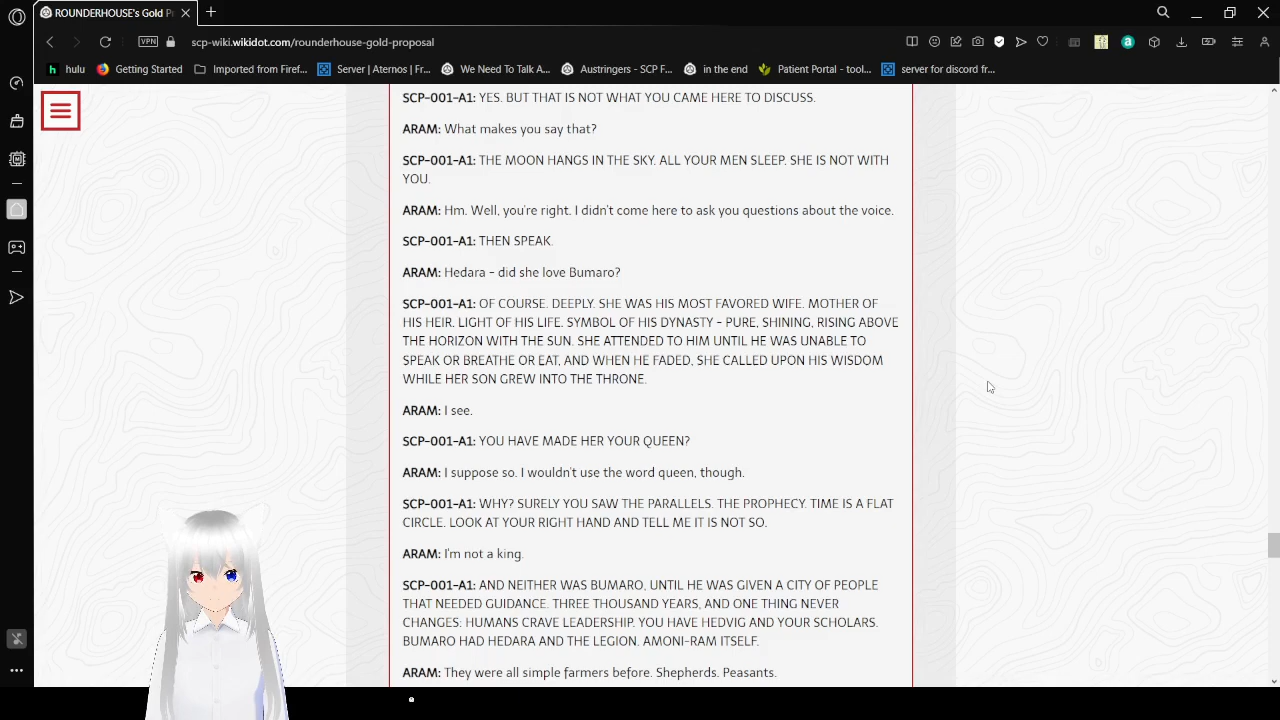 ROUNDERHOUSE's Gold P
scp-wiki.wikidot.com/rounderhouse-gold-proposal
VPN
hulu
Getting Started
Imported from Firef...
Server | Aternos | Fr...
We Need To Talk A...
Austringers - SCP F...
in the end
Patient Portal - tool...
server for discord fr...
SCP-001-A1: YES. BUT THAT IS NOT WHAT YOU CAME HERE TO DISCUSS.
ARAM: What makes you say that?
SCP-001-A1: THE MOON HANGS IN THE SKY. ALL YOUR MEN SLEEP. SHE IS NOT WITH
YOU.
ARAM: Hm. Well, you're right. I didn't come here to ask you questions about the voice.
SCP-001-A1: THEN SPEAK.
ARAM: Hedara - did she love Bumaro?
SCP-001-A1: OF COURSE. DEEPLY. SHE WAS HIS MOST FAVORED WIFE. MOTHER OF
HIS HEIR. LIGHT OF HIS LIFE. SYMBOL OF HIS DYNASTY - PURE, SHINING, RISING ABOVE
THE HORIZON WITH THE SUN. SHE ATTENDED TO HIM UNTIL HE WAS UNABLE TO
SPEAK OR BREATHE OR EAT, AND WHEN HE FADED, SHE CALLED UPON HIS WISDOM
WHILE HER SON GREW INTO THE THRONE.
ARAM: I see.
SCP-001-A1: YOU HAVE MADE HER YOUR QUEEN?
ARAM: I suppose so. I wouldn't use the word queen, though.
SCP-001-A1: WHY? SURELY YOU SAW THE PARALLELS. THE PROPHECY. TIME IS A FLAT
CIRCLE. LOOK AT YOUR RIGHT HAND AND TELL ME IT IS NOT SO.
ARAM: I'm not a king.
SCP-001-A1: AND NEITHER WAS BUMARO, UNTIL HE WAS GIVEN A CITY OF PEOPLE
THAT NEEDED GUIDANCE. THREE THOUSAND YEARS, AND ONE THING NEVER
CHANGES: HUMANS CRAVE LEADERSHIP. YOU HAVE HEDVIG AND YOUR SCHOLARS.
BUMARO HAD HEDARA AND THE LEGION. AMONI-RAM ITSELF.
ARAM: They were all simple farmers before. Shepherds. Peasants.